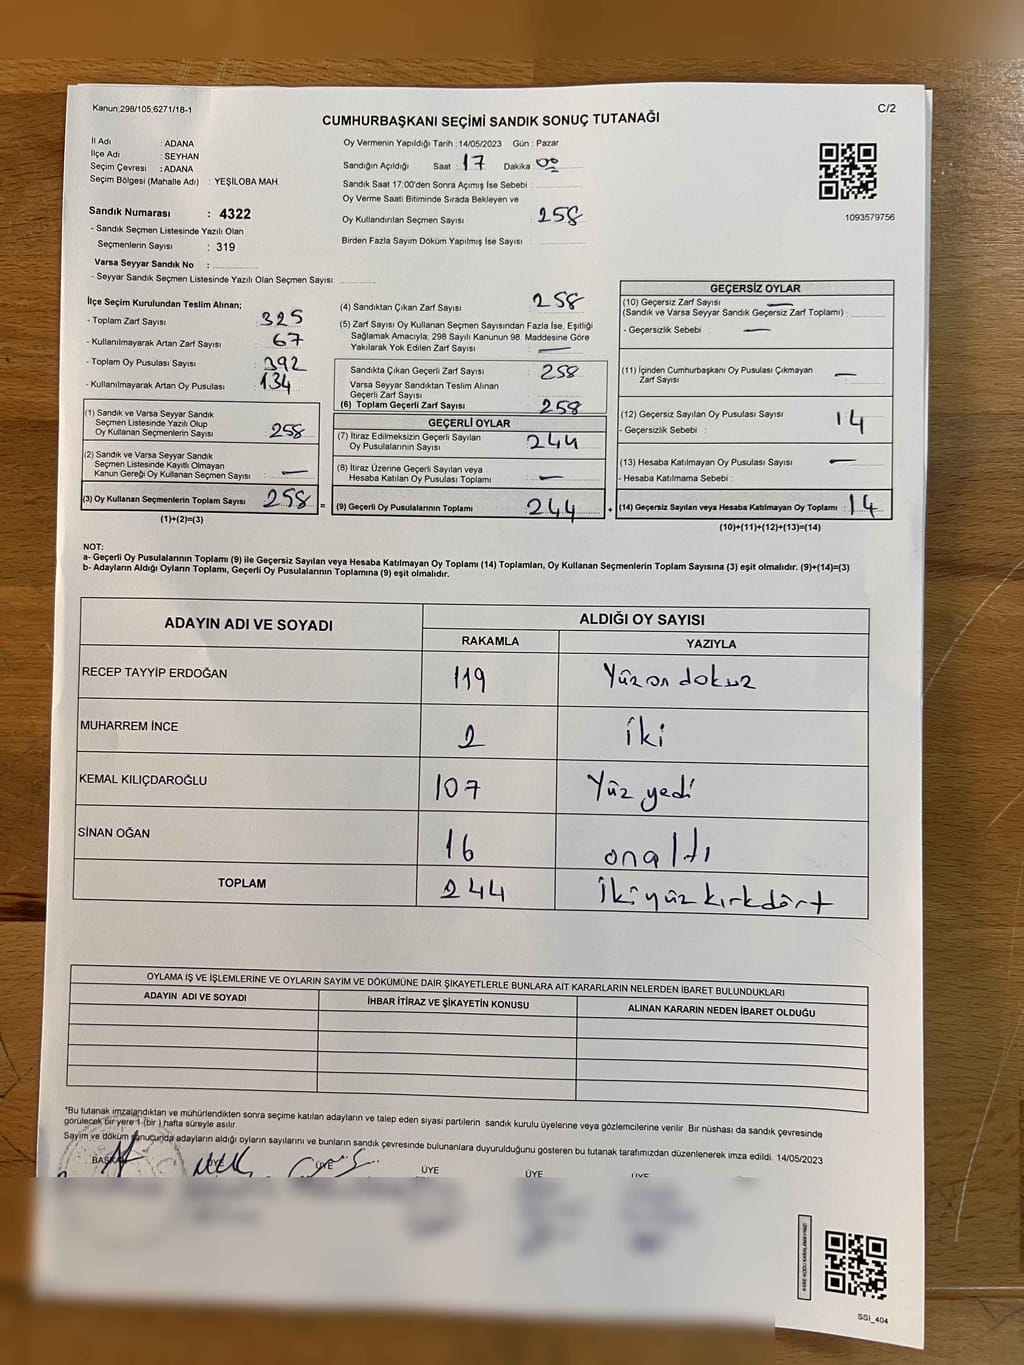 Kanun:298/105;6271/18-1
C/2
CUMHURBAŞKANI SEÇİMİ SANDIK SONUÇ TUTANAĞI
İl Adı : ADANA
İlçe Adı : SEYHAN
Seçim Çevresi : ADANA
Seçim Bölgesi (Mahalle Adı) : YEŞİLOBA MAH.
Sandık Numarası : 4322
- Sandık Seçmen Listesinde Yazılı Olan
Seçmenlerin Sayısı : 319
Varsa Seyyar Sandık No :
- Seyyar Sandık Seçmen Listesinde Yazılı Olan Seçmen Sayısı:
Oy Vermenin Yapıldığı Tarih :14/05/2023 Gün : Pazar
Sandığın Açıldığı Saat : 17 Dakika : 00
Sandık Saat 17:00'den Sonra Açımış İse Sebebi :
Oy Verme Saati Bitiminde Sırada Bekleyen ve
Oy Kullandırılan Seçmen Sayısı : 258
Birden Fazla Sayım Döküm Yapılmış İse Sayısı :
1093579756
İlçe Seçim Kurulundan Teslim Alınan;
- Toplam Zarf Sayısı : 325
- Kullanılmayarak Artan Zarf Sayısı : 67
- Toplam Oy Pusulası Sayısı : 392
- Kullanılmayarak Artan Oy Pusulası : 134
(1) Sandık ve Varsa Seyyar Sandık
Seçmen Listesinde Yazılı Olup
Oy Kullanan Seçmenlerin Sayısı : 258
(2) Sandık ve Varsa Seyyar Sandık
Seçmen Listesinde Kayıtlı Olmayan
Kanun Gereği Oy Kullanan Seçmen Sayısı : —
(3) Oy Kullanan Seçmenlerin Toplam Sayısı : 258 =
(1)+(2)=(3)
(4) Sandıktan Çıkan Zarf Sayısı : 258
(5) Zarf Sayısı Oy Kullanan Seçmen Sayısından Fazla İse, Eşitliği
Sağlamak Amacıyla; 298 Sayılı Kanunun 98. Maddesine Göre
Yakılarak Yok Edilen Zarf Sayısı : —
Sandıkta Çıkan Geçerli Zarf Sayısı : 258
Varsa Seyyar Sandıktan Teslim Alınan
Geçerli Zarf Sayısı :
(6) Toplam Geçerli Zarf Sayısı : 258
GEÇERLİ OYLAR
(7) İtiraz Edilmeksizin Geçerli Sayılan
Oy Pusulalarının Sayısı : 244
(8) İtiraz Üzerine Geçerli Sayılan veya
Hesaba Katılan Oy Pusulası Toplamı : —
(9) Geçerli Oy Pusulalarının Toplamı : 244 +
GEÇERSİZ OYLAR
(10) Geçersiz Zarf Sayısı —
(Sandık ve Varsa Seyyar Sandık Geçersiz Zarf Toplamı) :
- Geçersizlik Sebebi : —
(11) İçinden Cumhurbaşkanı Oy Pusulası Çıkmayan
Zarf Sayısı : —
(12) Geçersiz Sayılan Oy Pusulası Sayısı : 14
- Geçersizlik Sebebi :
(13) Hesaba Katılmayan Oy Pusulası Sayısı : —
- Hesaba Katılmama Sebebi :
(14) Geçersiz Sayılan veya Hesaba Katılmayan Oy Toplamı : 14
(10)+(11)+(12)+(13)=(14)
NOT:
a- Geçerli Oy Pusulalarının Toplamı (9) ile Geçersiz Sayılan veya Hesaba Katılmayan Oy Toplamı (14) Toplamları, Oy Kullanan Seçmenlerin Toplam Sayısına (3) eşit olmalıdır. (9)+(14)=(3)
b- Adayların Aldığı Oyların Toplamı, Geçerli Oy Pusulalarının Toplamına (9) eşit olmalıdır.
ADAYIN ADI VE SOYADI
ALDIĞI OY SAYISI
RAKAMLA YAZIYLA
RECEP TAYYİP ERDOĞAN 119 Yüz on dokuz
MUHARREM İNCE 2 iki
KEMAL KILIÇDAROĞLU 107 Yüz yedi
SİNAN OĞAN 16 onaltı
TOPLAM 244 İkiyüz kırkdört
OYLAMA İŞ VE İŞLEMLERİNE VE OYLARIN SAYIM VE DÖKÜMÜNE DAİR ŞİKAYETLERLE BUNLARA AİT KARARLARIN NELERDEN İBARET BULUNDUKLARI
ADAYIN ADI VE SOYADI İHBAR İTİRAZ VE ŞİKAYETİN KONUSU ALINAN KARARIN NEDEN İBARET OLDUĞU
*Bu tutanak imzalandıktan ve mühürlendikten sonra seçime katılan adayların ve talep eden siyasi partilerin sandık kurulu üyelerine veya gözlemcilerine verilir. Bir nüshası da sandık çevresinde
görülecek bir yere 1 (bir ) hafta süreyle asılır.
Sayım ve döküm sonucunda adayların aldığı oyların sayılarını ve bunların sandık çevresinde bulunanlara duyurulduğunu gösteren bu tutanak tarafımızdan düzenlenerek imza edildi. 14/05/2023
BAŞKAN ÜYE ÜYE ÜYE ÜYE ÜYE
SSI_404